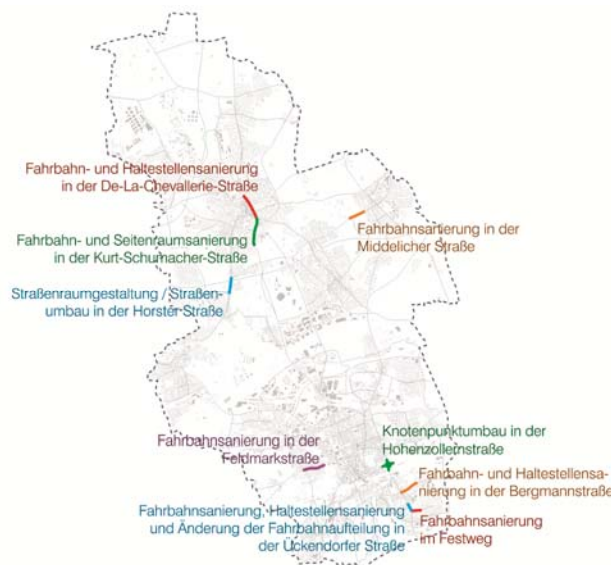 Fahrbahn- und Haltestellensanierung
in der De-La-Chevallerie-Straße
Fahrbahnsanierung in der
Middelicher Straße
Fahrbahn- und Seitenraumsanierung
in der Kurt-Schumacher-Straße
Straßenraumgestaltung / Straßen-
umbau in der Horster-Straße
Knotenpunktumbau in der
Hohenzollernstraße
Fahrbahnsanierung in der
Feldmarkstraße
Fahrbahn- und Haltestellensa-
nierung in der Bergmannstraße
Fahrbahnsanierung, Haltestellensanierung
und Änderung der Fahrbahnaufteilung in
der Ückendorfer Straße
Fahrbahnsanierung
im Festweg